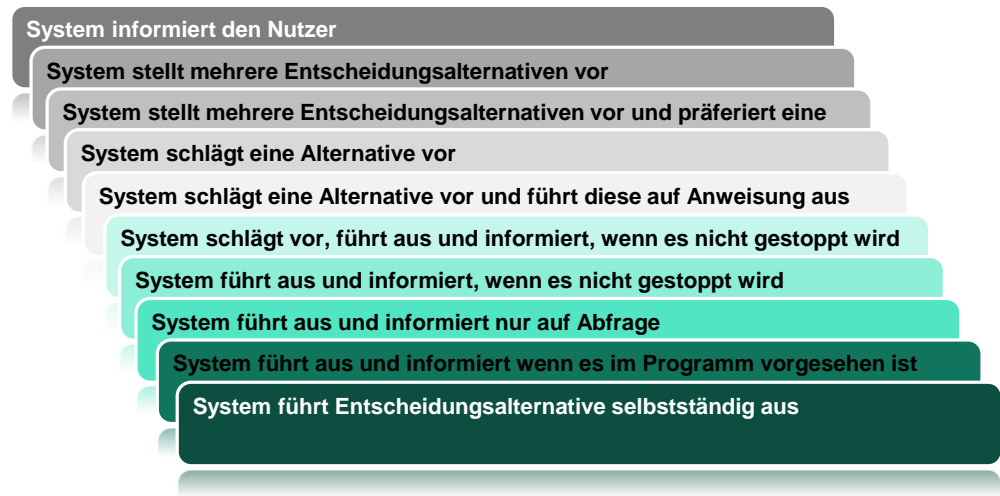 System informiert den Nutzer
System stellt mehrere Entscheidungsalternativen vor
System stellt mehrere Entscheidungsalternativen vor und präferiert eine
System schlägt eine Alternative vor
System schlägt eine Alternative vor und führt diese auf Anweisung aus
System schlägt vor, führt aus und informiert, wenn es nicht gestoppt wird
System führt aus und informiert, wenn es nicht gestoppt wird
System führt aus und informiert nur auf Abfrage
System führt aus und informiert wenn es im Programm vorgesehen ist
System führt Entscheidungsalternative selbstständig aus